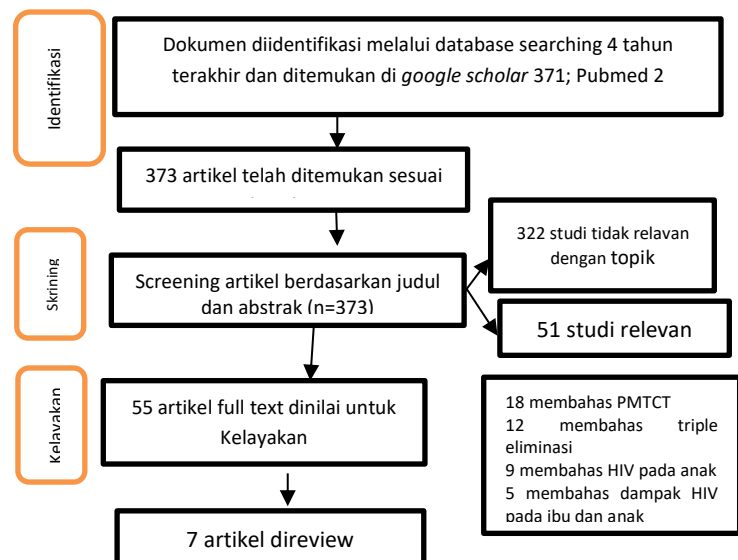 Identifikasi
Dokumen diidentifikasi melalui database searching 4 tahun
terakhir dan ditemukan di google scholar 371; Pubmed 2
373 artikel telah ditemukan sesuai
Skrining
Screening artikel berdasarkan judul
dan abstrak (n=373)
322 studi tidak relavan
dengan topik
51 studi relevan
Kelayakan
55 artikel full text dinilai untuk
Kelayakan
18 membahas PMTCT
12 membahas triple
eliminasi
9 membahas HIV pada anak
5 membahas dampak HIV
pada ibu dan anak
7 artikel direview